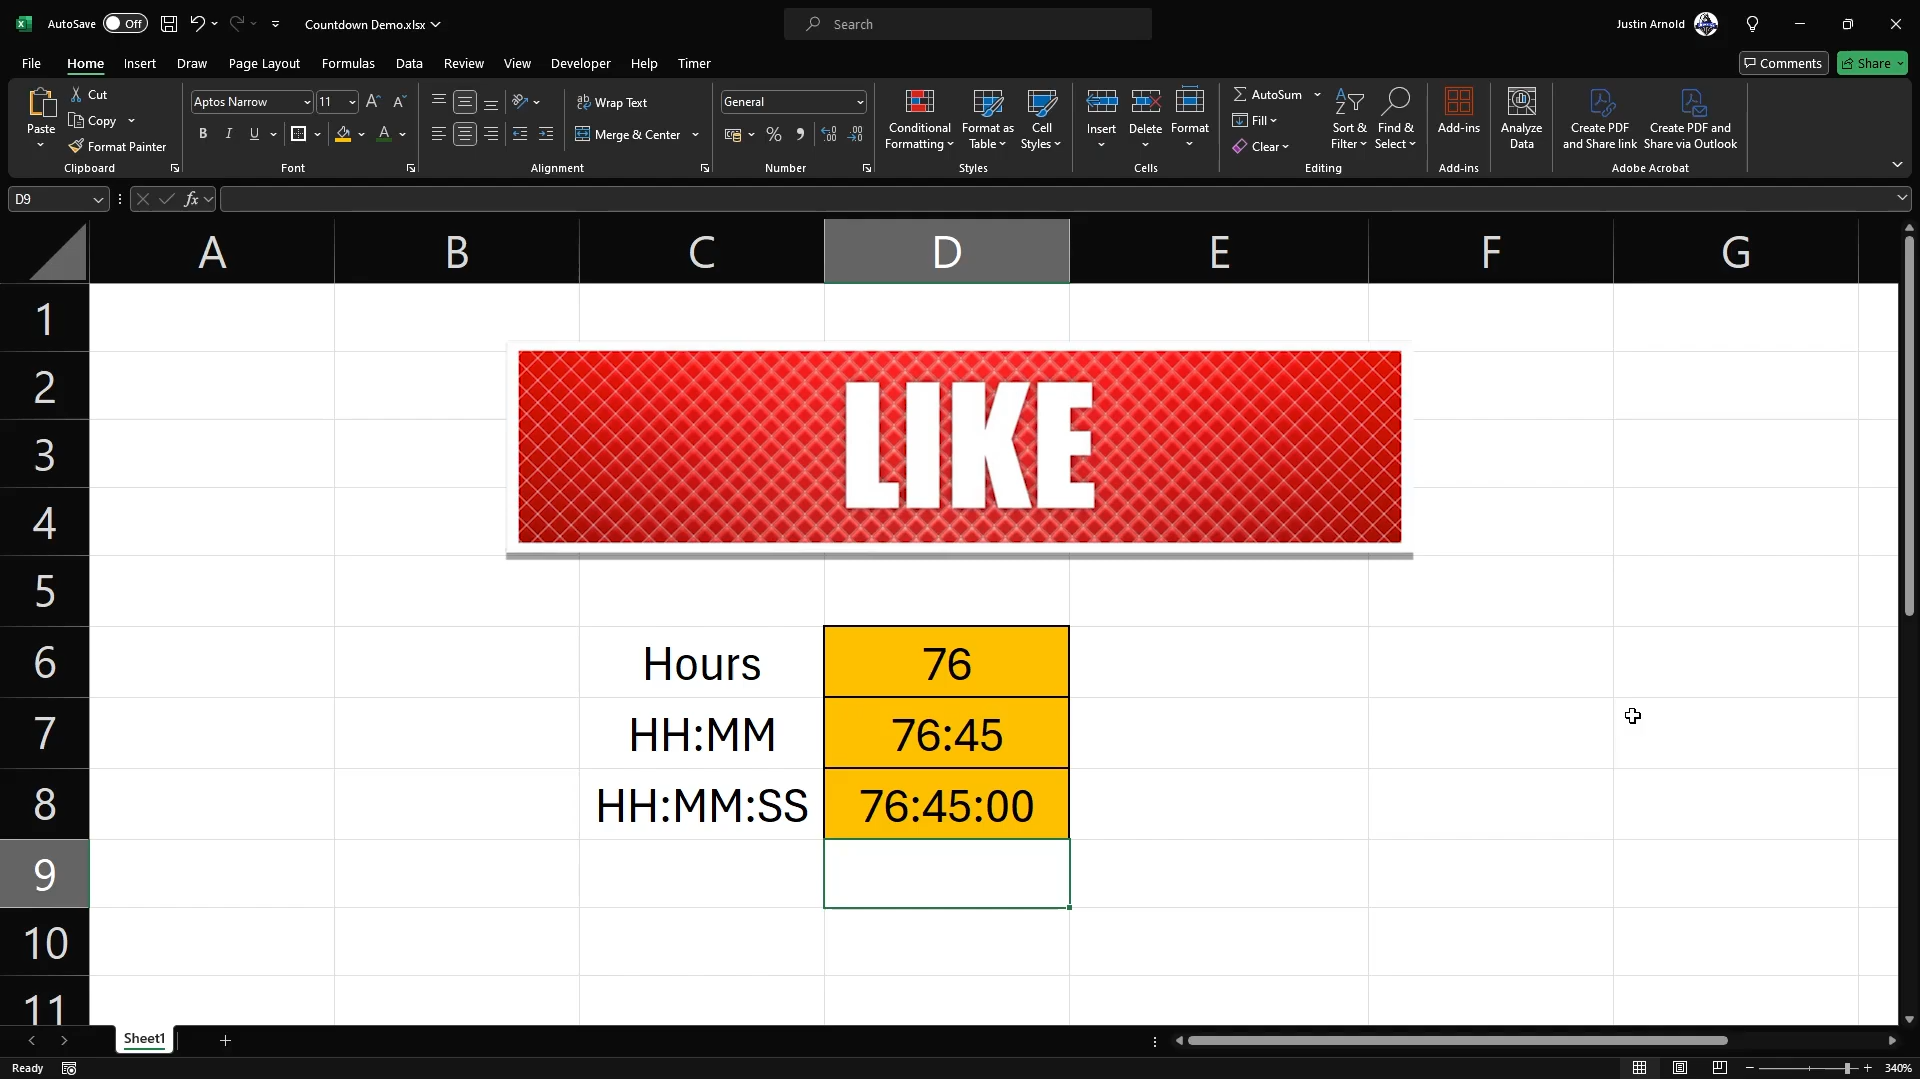 AutoSave Off Countdown Demo.xlsx Search Justin Arnold
File Home Insert Draw Page Layout Formulas Data Review View Developer Help Timer Comments Share
Paste Cut Copy Format Painter Clipboard
Aptos Narrow 11 B I U Font
Wrap Text Merge & Center Alignment
General % Number
Conditional Formatting Format as Table Cell Styles Styles
Insert Delete Format Cells
AutoSum Fill Clear Sort & Filter Find & Select Editing
Add-ins Add-ins
Analyze Data
Create PDF and Share link Create PDF and Share via Outlook Adobe Acrobat
D9 fx
A B C D E F G
1
2
LIKE
3
4
5
6 Hours 76
7 HH:MM 76:45
8 HH:MM:SS 76:45:00
9
10
11
Sheet1
Ready 340%